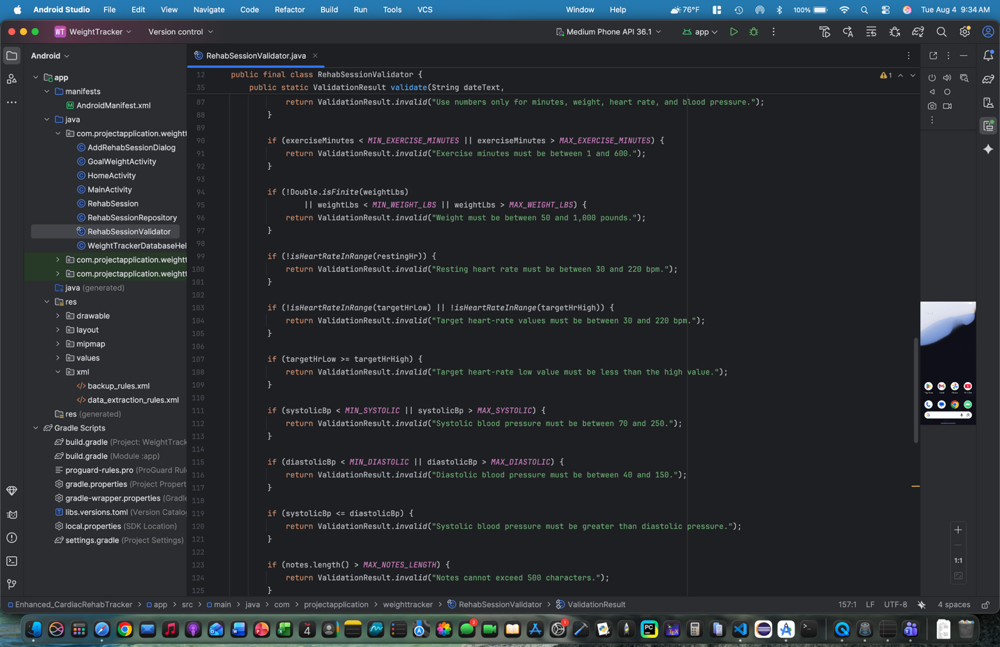 Android Studio File Edit View Navigate Code Refactor Build Run Tools VCS Window Help 76°F 100% Tue Aug 4 9:34 AM
WT WeightTracker Version control Medium Phone API 36.1 app
Android
RehabSessionValidator.java
app
manifests
AndroidManifest.xml
java
com.projectapplication.weightt
AddRehabSessionDialog
GoalWeightActivity
HomeActivity
MainActivity
RehabSession
RehabSessionRepository
RehabSessionValidator
WeightTrackerDatabaseHel
com.projectapplication.weightt
com.projectapplication.weightt
java (generated)
res
drawable
layout
mipmap
values
xml
backup_rules.xml
data_extraction_rules.xml
res (generated)
Gradle Scripts
build.gradle (Project: WeightTrack
build.gradle (Module :app)
proguard-rules.pro (ProGuard Rul
gradle.properties (Project Propert
gradle-wrapper.properties (Gradle
libs.versions.toml (Version Catalog
local.properties (SDK Location)
settings.gradle (Project Settings)
12 public final class RehabSessionValidator { 1
35 public static ValidationResult validate(String dateText,
87 return ValidationResult.invalid("Use numbers only for minutes, weight, heart rate, and blood pressure.");
88 }
89
90 if (exerciseMinutes < MIN_EXERCISE_MINUTES || exerciseMinutes > MAX_EXERCISE_MINUTES) {
91 return ValidationResult.invalid("Exercise minutes must be between 1 and 600.");
92 }
93
94 if (!Double.isFinite(weightLbs)
95 || weightLbs < MIN_WEIGHT_LBS || weightLbs > MAX_WEIGHT_LBS) {
96 return ValidationResult.invalid("Weight must be between 50 and 1,000 pounds.");
97 }
98
99 if (!isHeartRateInRange(restingHr)) {
100 return ValidationResult.invalid("Resting heart rate must be between 30 and 220 bpm.");
101 }
102
103 if (!isHeartRateInRange(targetHrLow) || !isHeartRateInRange(targetHrHigh)) {
104 return ValidationResult.invalid("Target heart-rate values must be between 30 and 220 bpm.");
105 }
106
107 if (targetHrLow >= targetHrHigh) {
108 return ValidationResult.invalid("Target heart-rate low value must be less than the high value.");
109 }
110
111 if (systolicBp < MIN_SYSTOLIC || systolicBp > MAX_SYSTOLIC) {
112 return ValidationResult.invalid("Systolic blood pressure must be between 70 and 250.");
113 }
114
115 if (diastolicBp < MIN_DIASTOLIC || diastolicBp > MAX_DIASTOLIC) {
116 return ValidationResult.invalid("Diastolic blood pressure must be between 40 and 150.");
117 }
118
119 if (systolicBp <= diastolicBp) {
120 return ValidationResult.invalid("Systolic blood pressure must be greater than diastolic pressure.");
121 }
122
123 if (notes.length() > MAX_NOTES_LENGTH) {
124 return ValidationResult.invalid("Notes cannot exceed 500 characters.");
125 }
1:1
Enhanced_CardiacRehabTracker > app > src > main > java > com > projectapplication > weighttracker > RehabSessionValidator > ValidationResult 157:1 LF UTF-8 4 spaces